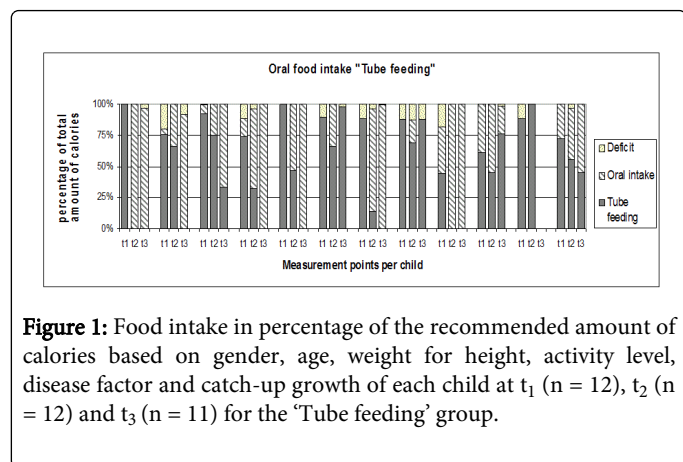 Oral food intake "Tube feeding"
percentage of total
amount of calories
100%
75%
50%
25%
0%
t1 t2 t3 t1 t2 t3 t1 t2 t3 t1 t2 t3 t1 t2 t3 t1 t2 t3 t1 t2 t3 t1 t2 t3 t1 t2 t3 t1 t2 t3 t1 t2 t3 t1 t2 t3
Measurement points per child
Deficit
Oral intake
Tube
feeding
Figure 1: Food intake in percentage of the recommended amount of
calories based on gender, age, weight for height, activity level,
disease factor and catch-up growth of each child at t1 (n = 12), t2 (n
= 12) and t3 (n = 11) for the ‘Tube feeding’ group.